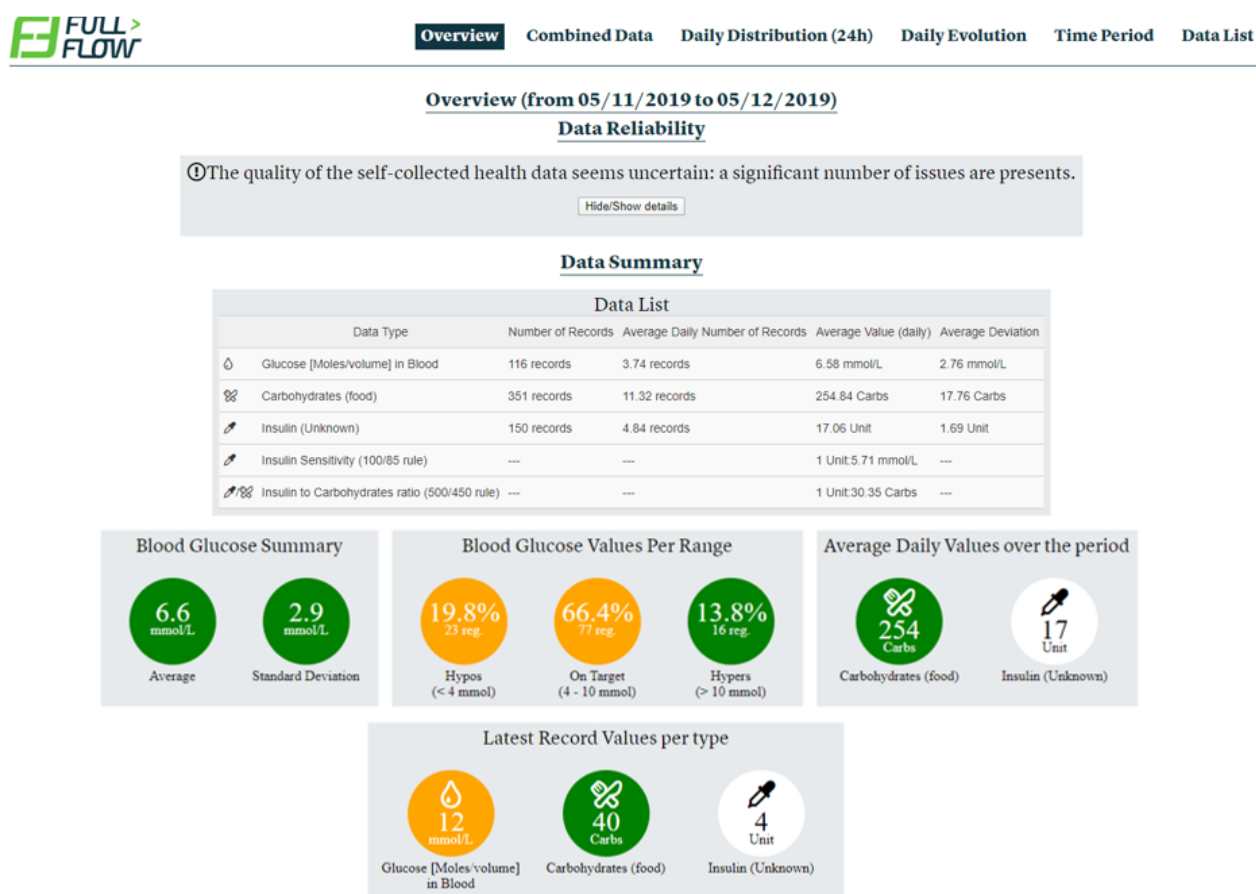 FULL >
FLOW
Overview Combined Data Daily Distribution (24h) Daily Evolution Time Period Data List
Overview (from 05/11/2019 to 05/12/2019)
Data Reliability
The quality of the self-collected health data seems uncertain: a significant number of issues are presents.
Hide/Show details
Data Summary
Data List
Data Type Number of Records Average Daily Number of Records Average Value (daily) Average Deviation
Glucose [Moles/volume] in Blood 116 records 3.74 records 6.58 mmol/L 2.76 mmol/L
Carbohydrates (food) 351 records 11.32 records 254.84 Carbs 17.76 Carbs
Insulin (Unknown) 150 records 4.84 records 17.06 Unit 1.69 Unit
Insulin Sensitivity (100/85 rule) --- --- 1 Unit:5.71 mmol/L ---
Insulin to Carbohydrates ratio (500/450 rule) --- --- 1 Unit:30.35 Carbs ---
Blood Glucose Summary
6.6
mmol/L
Average
2.9
mmol/L
Standard Deviation
Blood Glucose Values Per Range
19.8%
23 reg.
Hypos
(< 4 mmol)
66.4%
77 reg.
On Target
(4 - 10 mmol)
13.8%
16 reg.
Hypers
(> 10 mmol)
Average Daily Values over the period
254
Carbs
Carbohydrates (food)
17
Unit
Insulin (Unknown)
Latest Record Values per type
12
mmol/L
Glucose [Moles/volume]
in Blood
40
Carbs
Carbohydrates (food)
4
Unit
Insulin (Unknown)